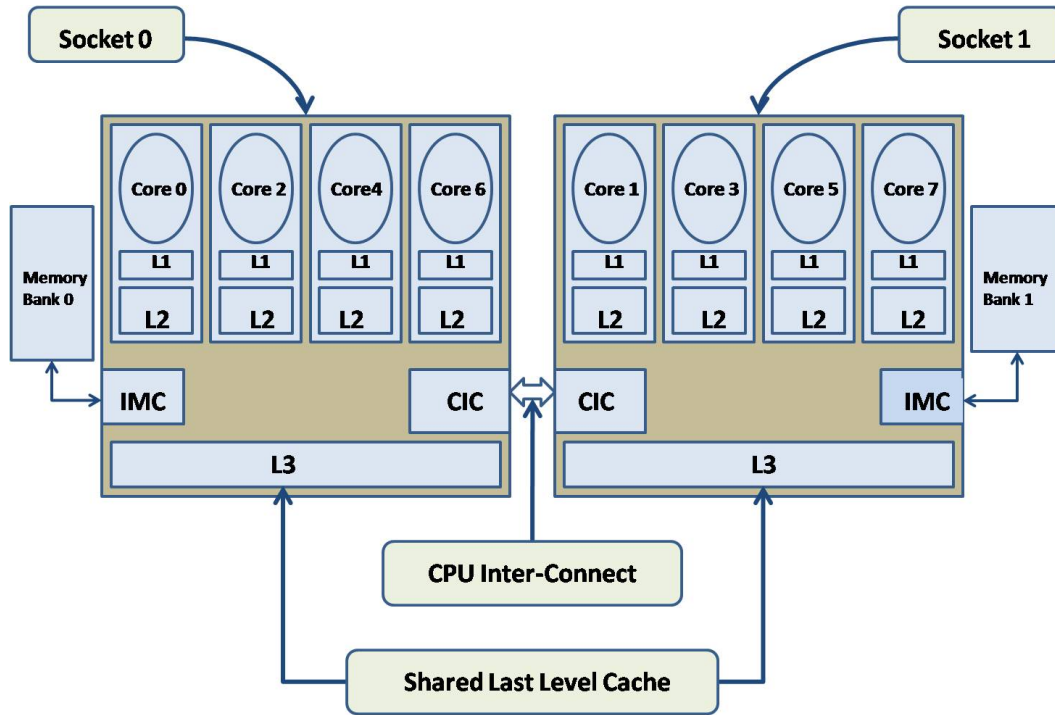 Socket 0
Socket 1
Core 0
Core 2
Core4
Core 6
Core 1
Core 3
Core 5
Core 7
L1
L1
L1
L1
L1
L1
L1
L1
Memory
Bank 0
Memory
Bank 1
L2
L2
L2
L2
L2
L2
L2
L2
IMC
CIC
CIC
IMC
L3
L3
CPU Inter-Connect
Shared Last Level Cache